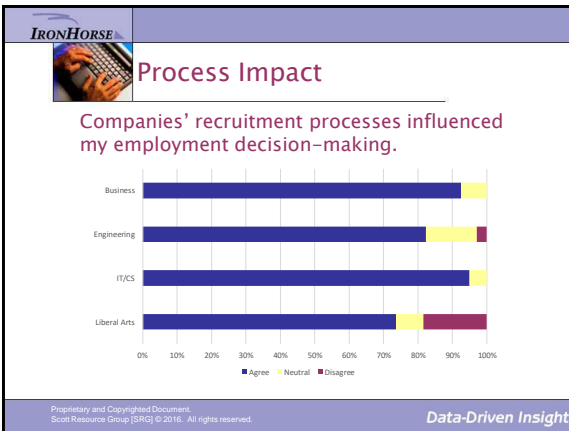 IRONHORSE
Process Impact
Companies' recruitment processes influenced
my employment decision-making.
Business
Engineering
IT/CS
Liberal Arts
0% 10% 20% 30% 40% 50% 60% 70% 80% 90% 100%
Agree Neutral Disagree
Proprietary and Copyrighted Document.
Scott Resource Group [SRG] © 2016. All rights reserved.
Data-Driven Insight